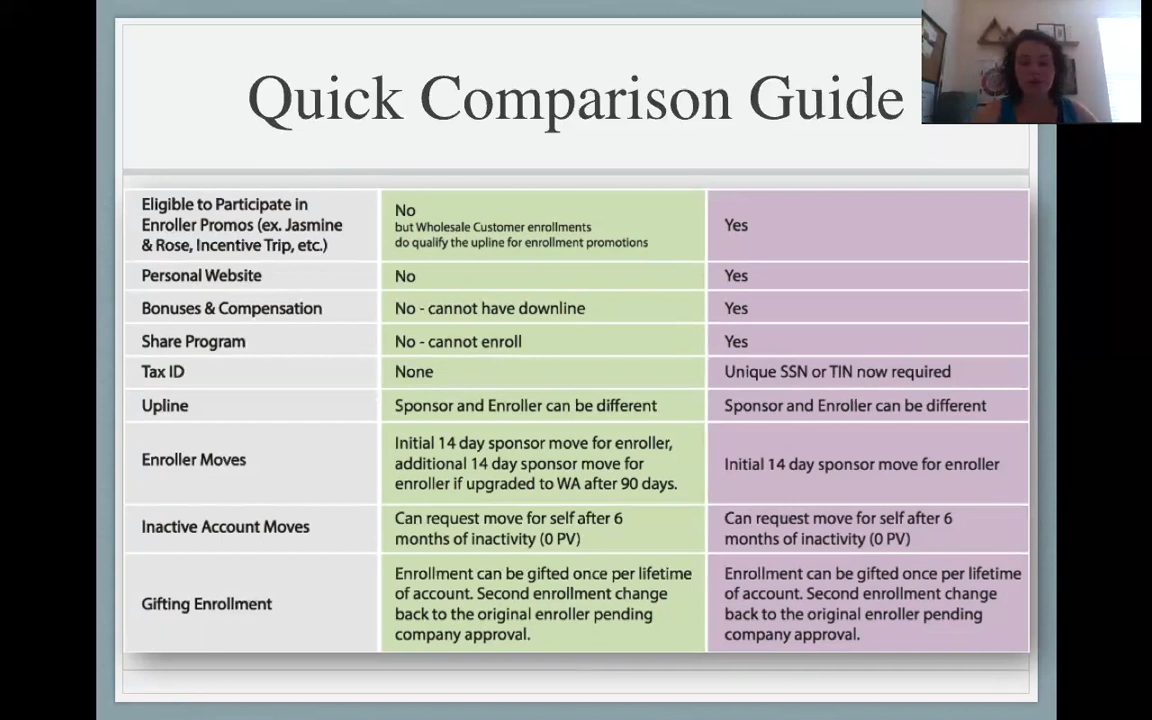 Quick Comparison Guide
Eligible to Participate in
Enroller Promos (ex. Jasmine
& Rose, Incentive Trip, etc.)
No
but Wholesale Customer enrollments
do qualify the upline for enrollment promotions
Yes
Personal Website
No
Yes
Bonuses & Compensation
No - cannot have downline
Yes
Share Program
No - cannot enroll
Yes
Tax ID
None
Unique SSN or TIN now required
Upline
Sponsor and Enroller can be different
Sponsor and Enroller can be different
Enroller Moves
Initial 14 day sponsor move for enroller,
additional 14 day sponsor move for
enroller if upgraded to WA after 90 days.
Initial 14 day sponsor move for enroller
Inactive Account Moves
Can request move for self after 6
months of inactivity (0 PV)
Can request move for self after 6
months of inactivity (0 PV)
Gifting Enrollment
Enrollment can be gifted once per lifetime
of account. Second enrollment change
back to the original enroller pending
company approval.
Enrollment can be gifted once per lifetime
of account. Second enrollment change
back to the original enroller pending
company approval.